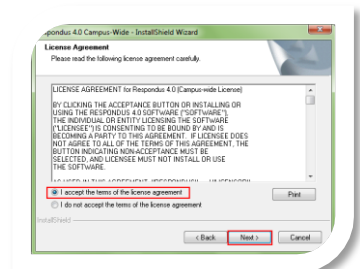 spondus 4.0 Campus-Wide - InstallShield Wizard
License Agreement
Please read the following license agreement carefully.
LICENSE AGREEMENT for Respondus 4.0 (Campus-wide License)
BY CLICKING THE ACCEPTANCE BUTTON OR INSTALLING OR
USING THE RESPONDUS 4.0 SOFTWARE ("SOFTWARE"),
THE INDIVIDUAL OR ENTITY LICENSING THE SOFTWARE
("LICENSEE") IS CONSENTING TO BE BOUND BY AND IS
BECOMING A PARTY TO THIS AGREEMENT. IF LICENSEE DOES
NOT AGREE TO ALL OF THE TERMS OF THIS AGREEMENT, THE
BUTTON INDICATING NON-ACCEPTANCE MUST BE
SELECTED, AND LICENSEE MUST NOT INSTALL OR USE
THE SOFTWARE.
I accept the terms of the license agreement
Print
I do not accept the terms of the license agreement
InstallShield
< Back Next > Cancel